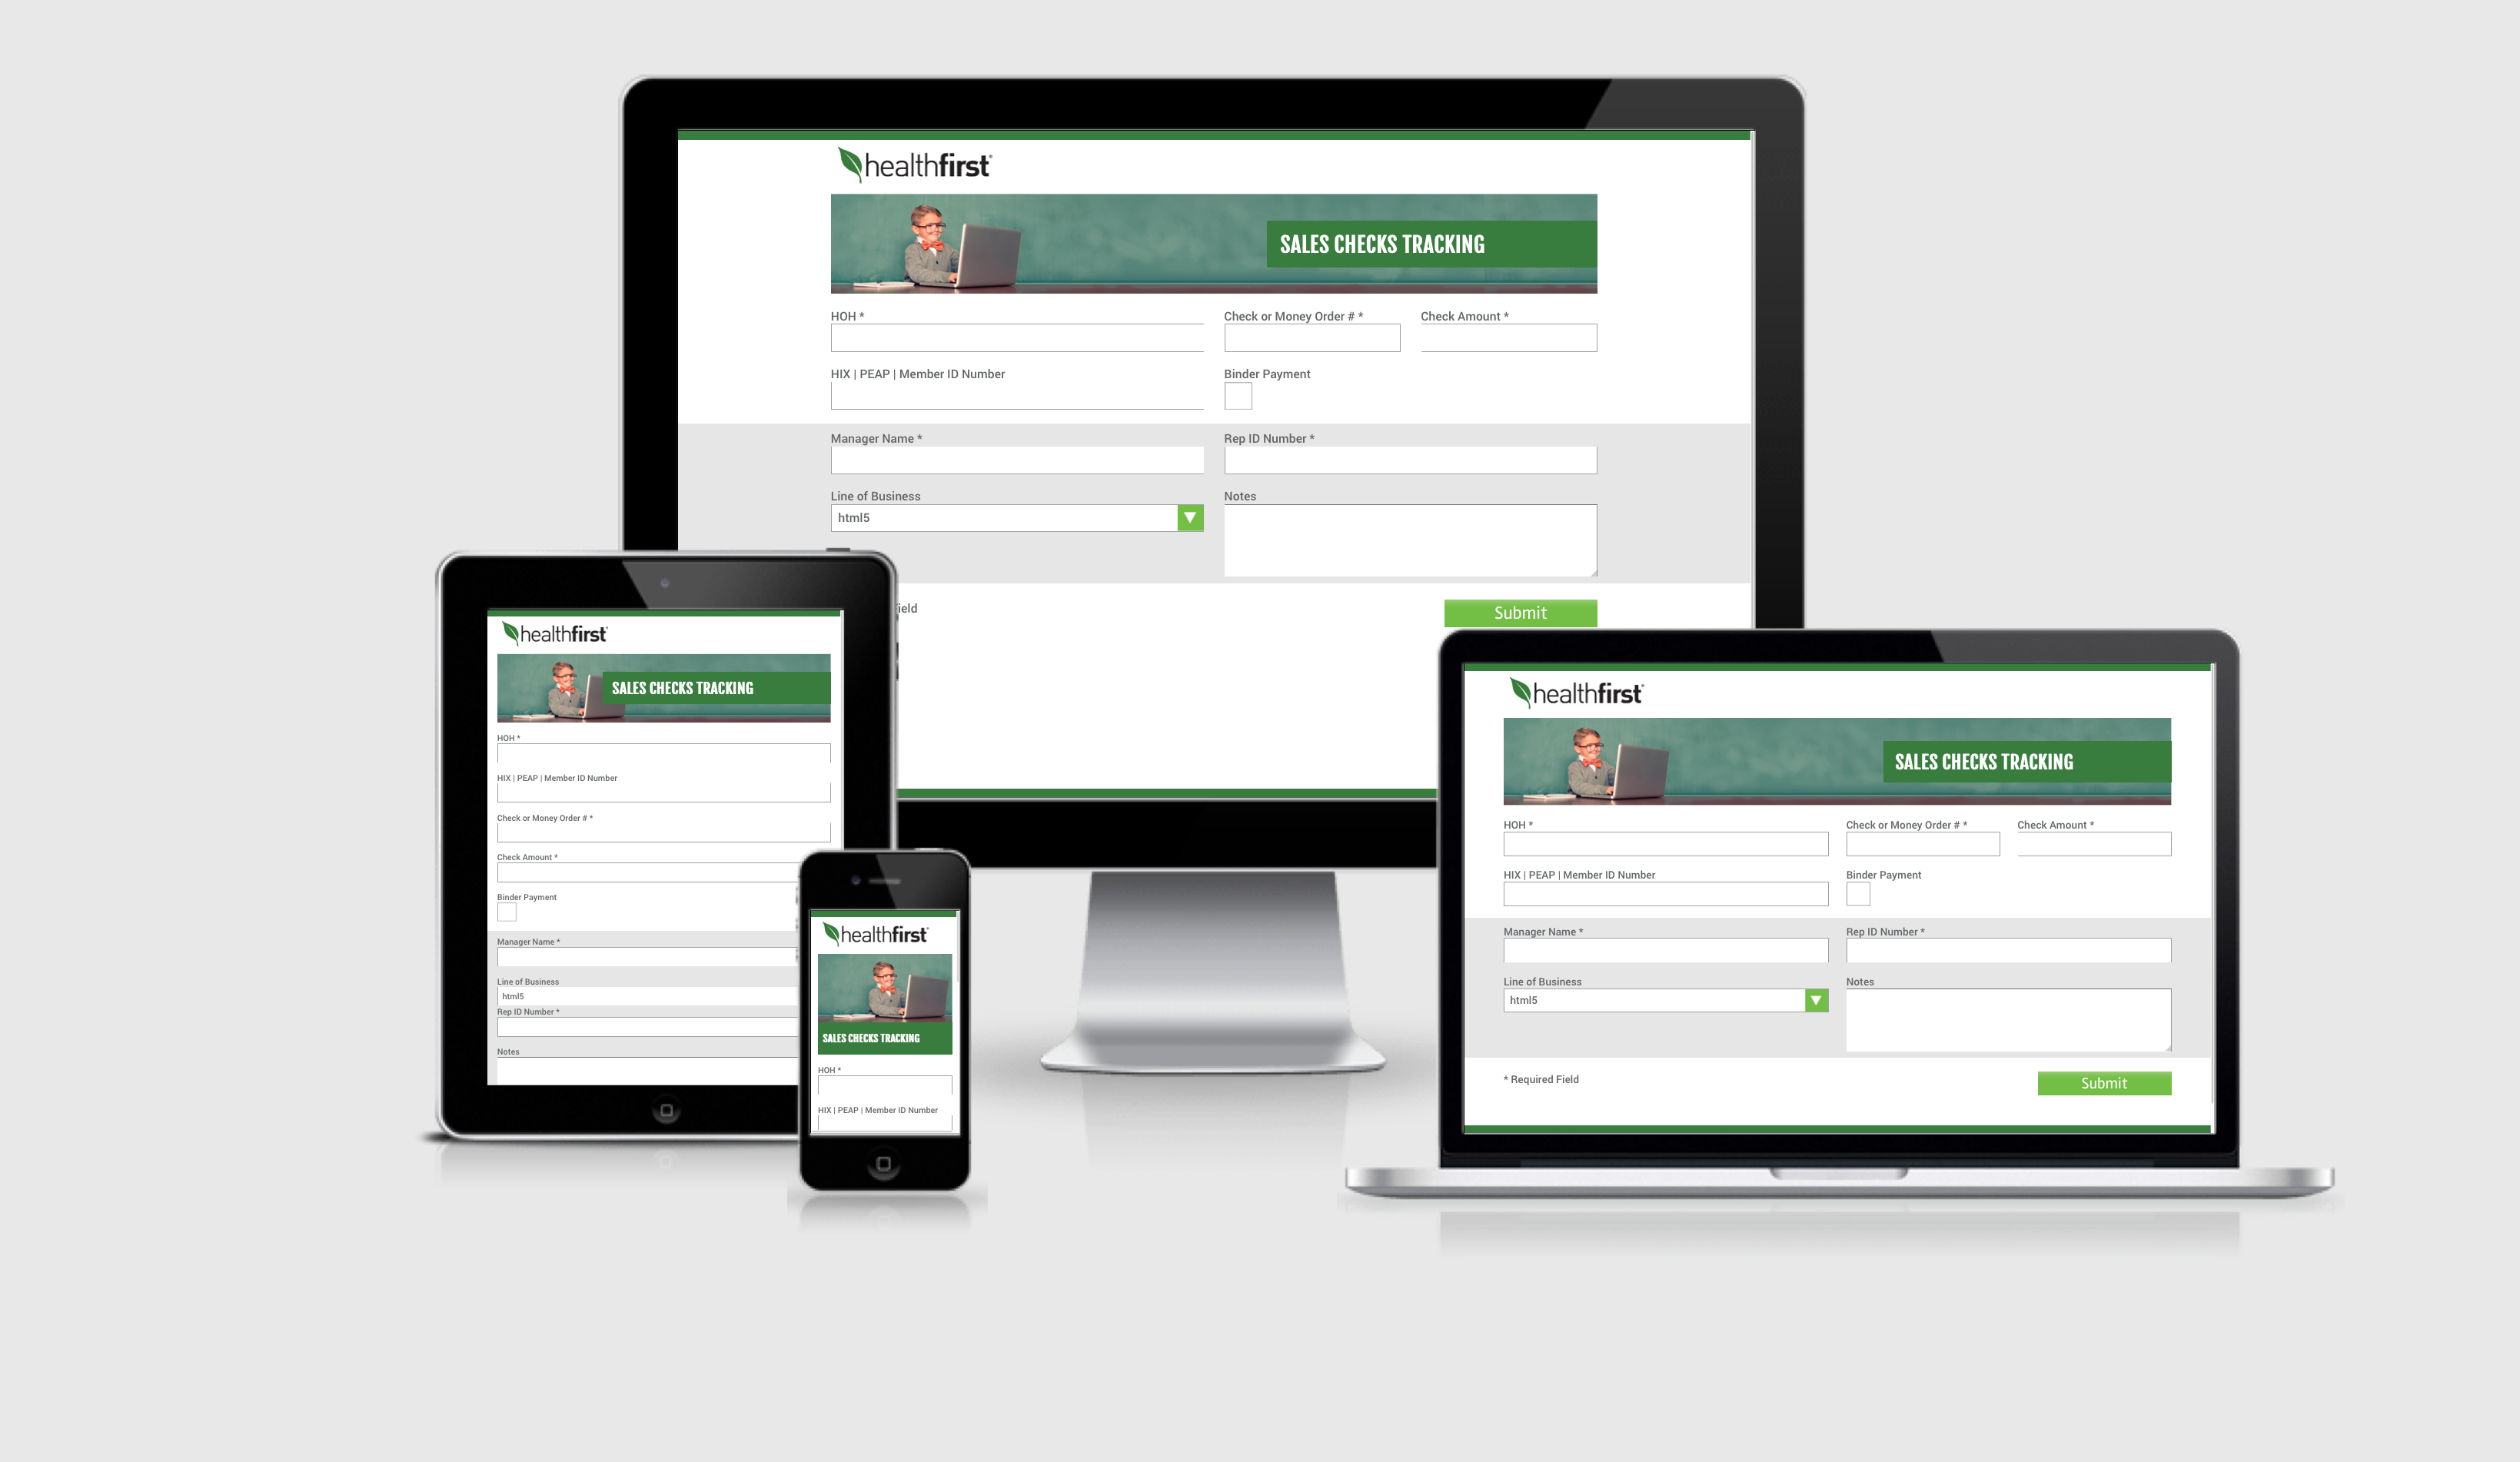 healthfirst
SALES CHECKS TRACKING
HOH * Check or Money Order # * Check Amount *
HIX | PEAP | Member ID Number Binder Payment
Manager Name * Rep ID Number *
Line of Business Notes
html5
ield Submit
healthfirst
SALES CHECKS TRACKING
HOH *
HIX | PEAP | Member ID Number
Check or Money Order # *
Check Amount *
Binder Payment
Manager Name *
Line of Business
html5
Rep ID Number *
Notes
healthfirst
SALES CHECKS TRACKING
HOH *
HIX | PEAP | Member ID Number
healthfirst
SALES CHECKS TRACKING
HOH * Check or Money Order # * Check Amount *
HIX | PEAP | Member ID Number Binder Payment
Manager Name * Rep ID Number *
Line of Business Notes
html5
* Required Field Submit